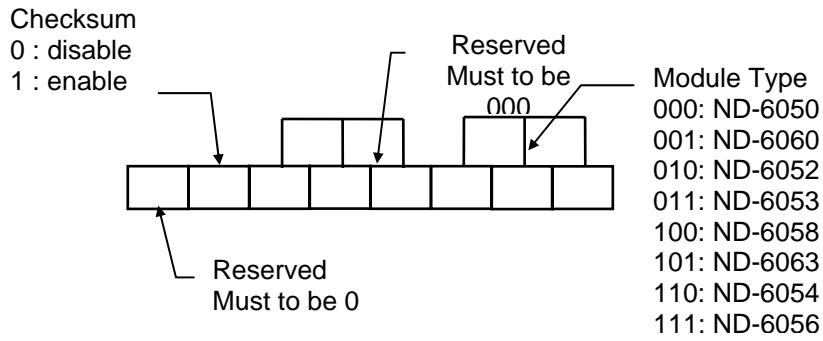 Checksum
0 : disable
1 : enable
Reserved
Must to be
000
Module Type
000: ND-6050
001: ND-6060
010: ND-6052
011: ND-6053
100: ND-6058
101: ND-6063
110: ND-6054
111: ND-6056
Reserved
Must to be 0